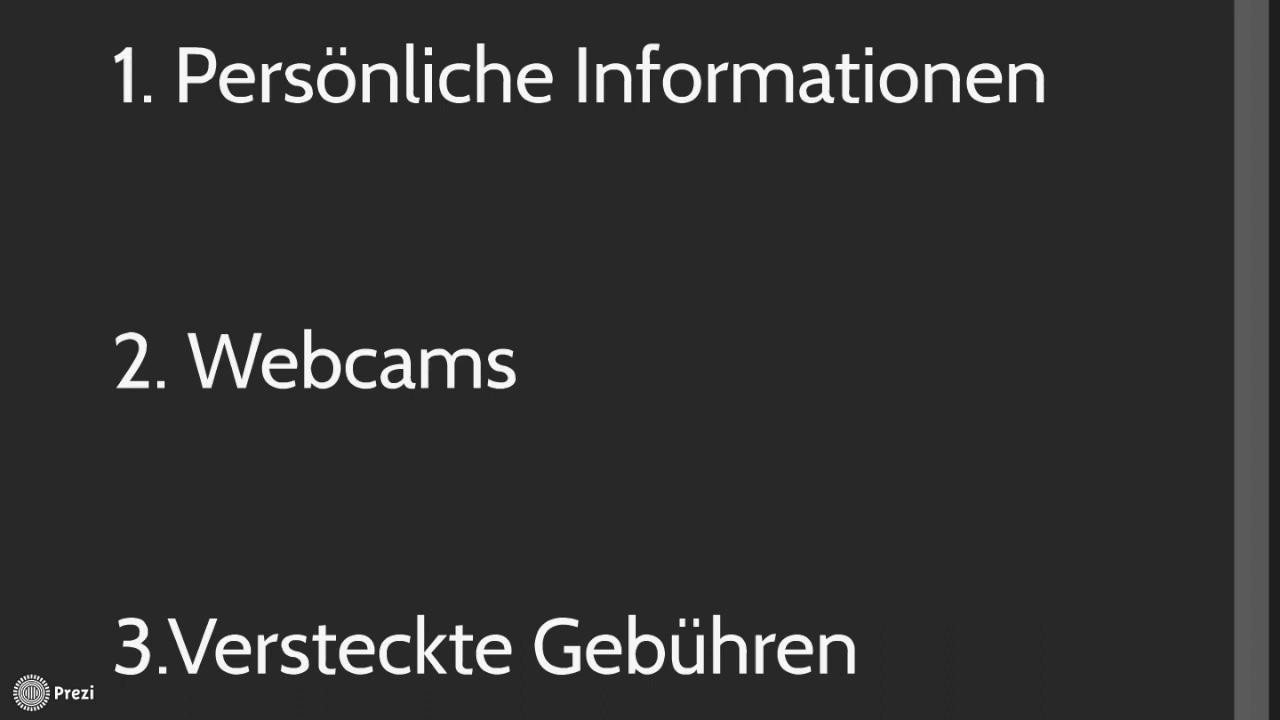 1. Persönliche Informationen
2. Webcams
3.Versteckte Gebühren
Prezi